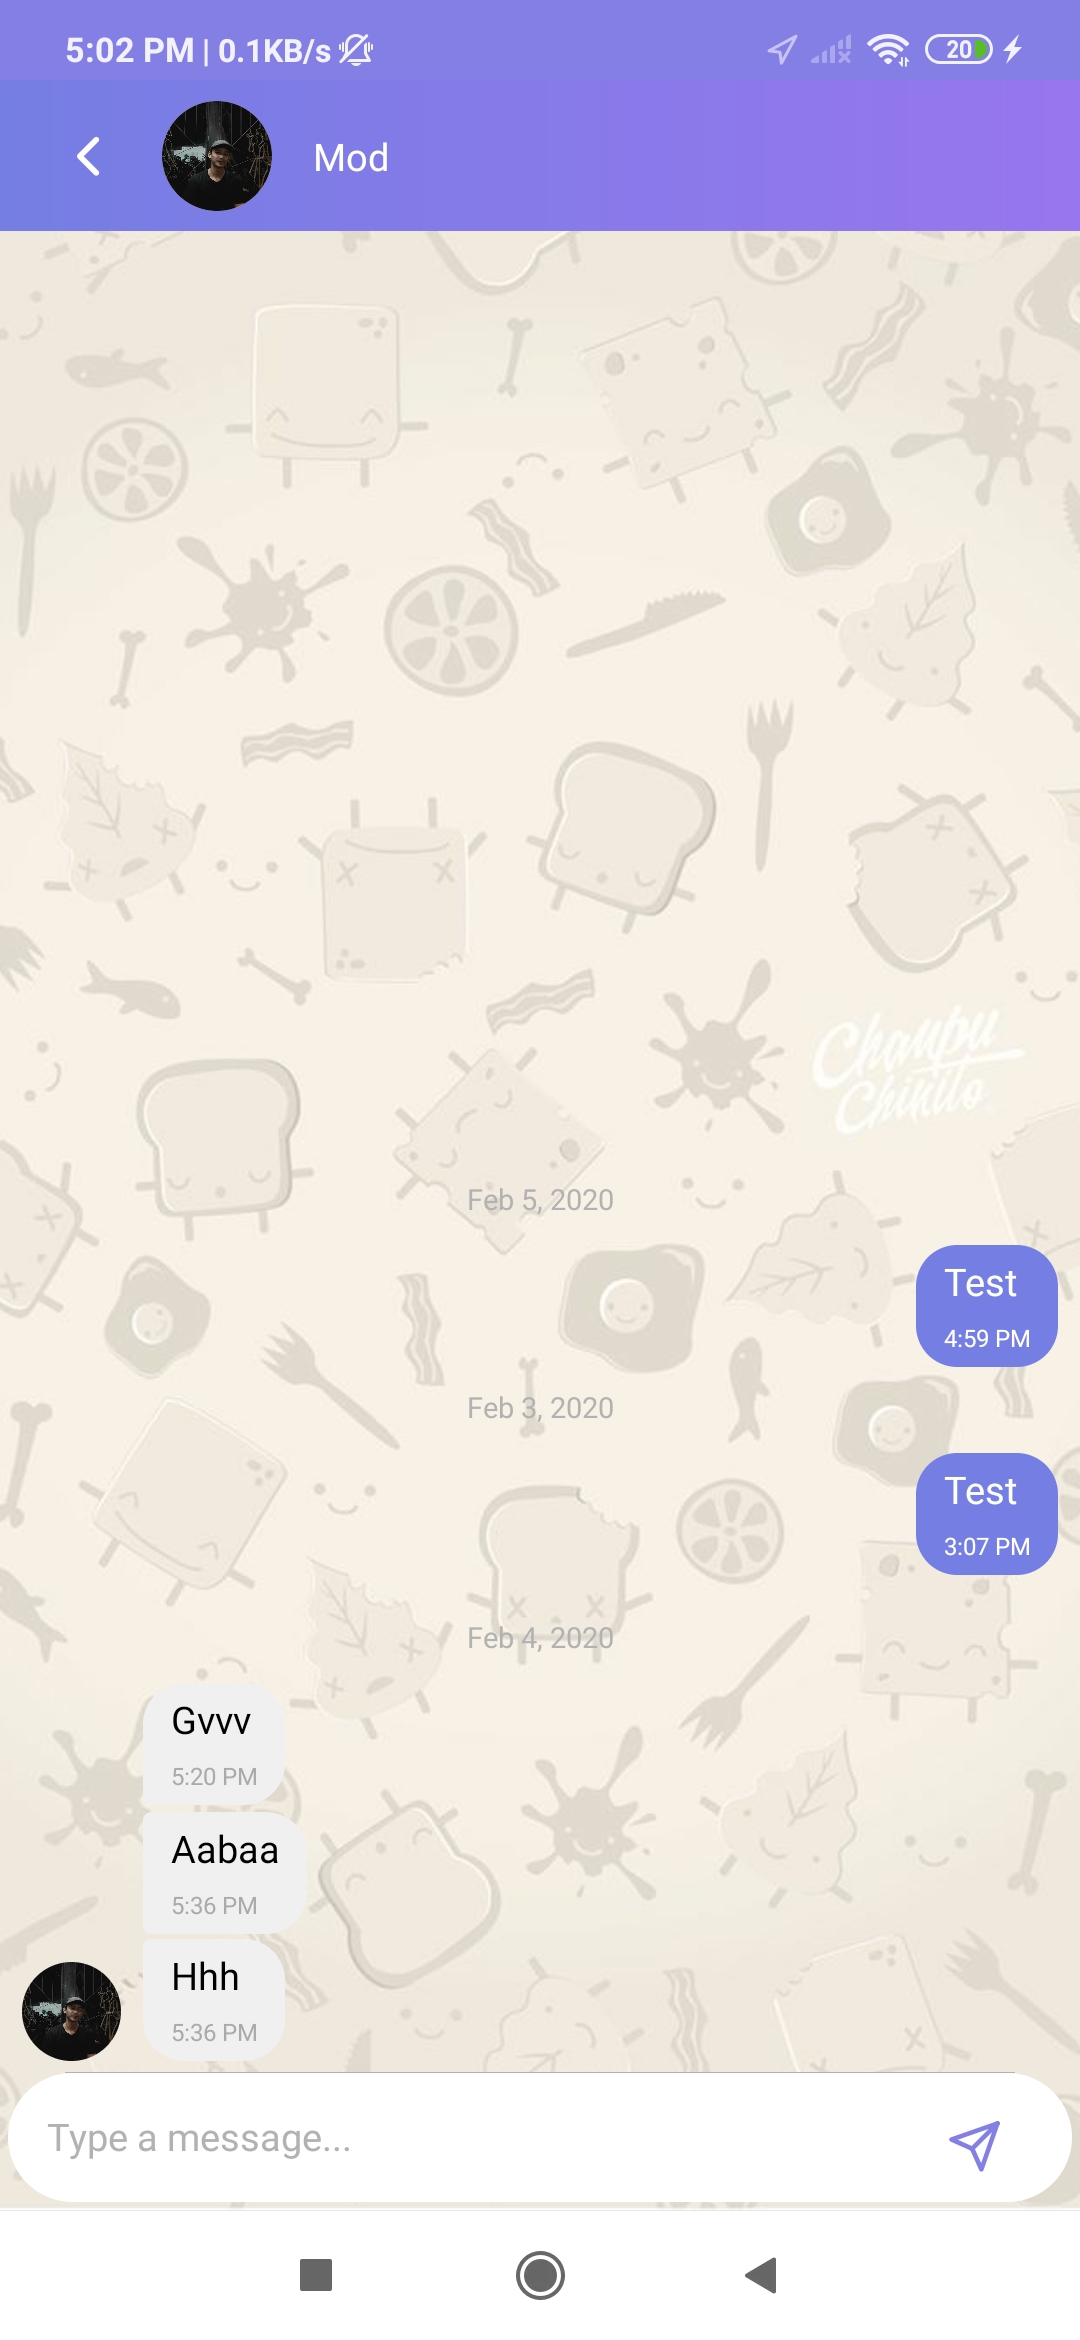 5:02 PM | 0.1KB/s
20
Mod
Chanpu
Feb 5, 2020
Test
4:59 PM
Feb 3, 2020
Test
3:07 PM
Feb 4, 2020
Gvvv
5:20 PM
Aabaa
5:36 PM
Hhh
5:36 PM
Type a message...